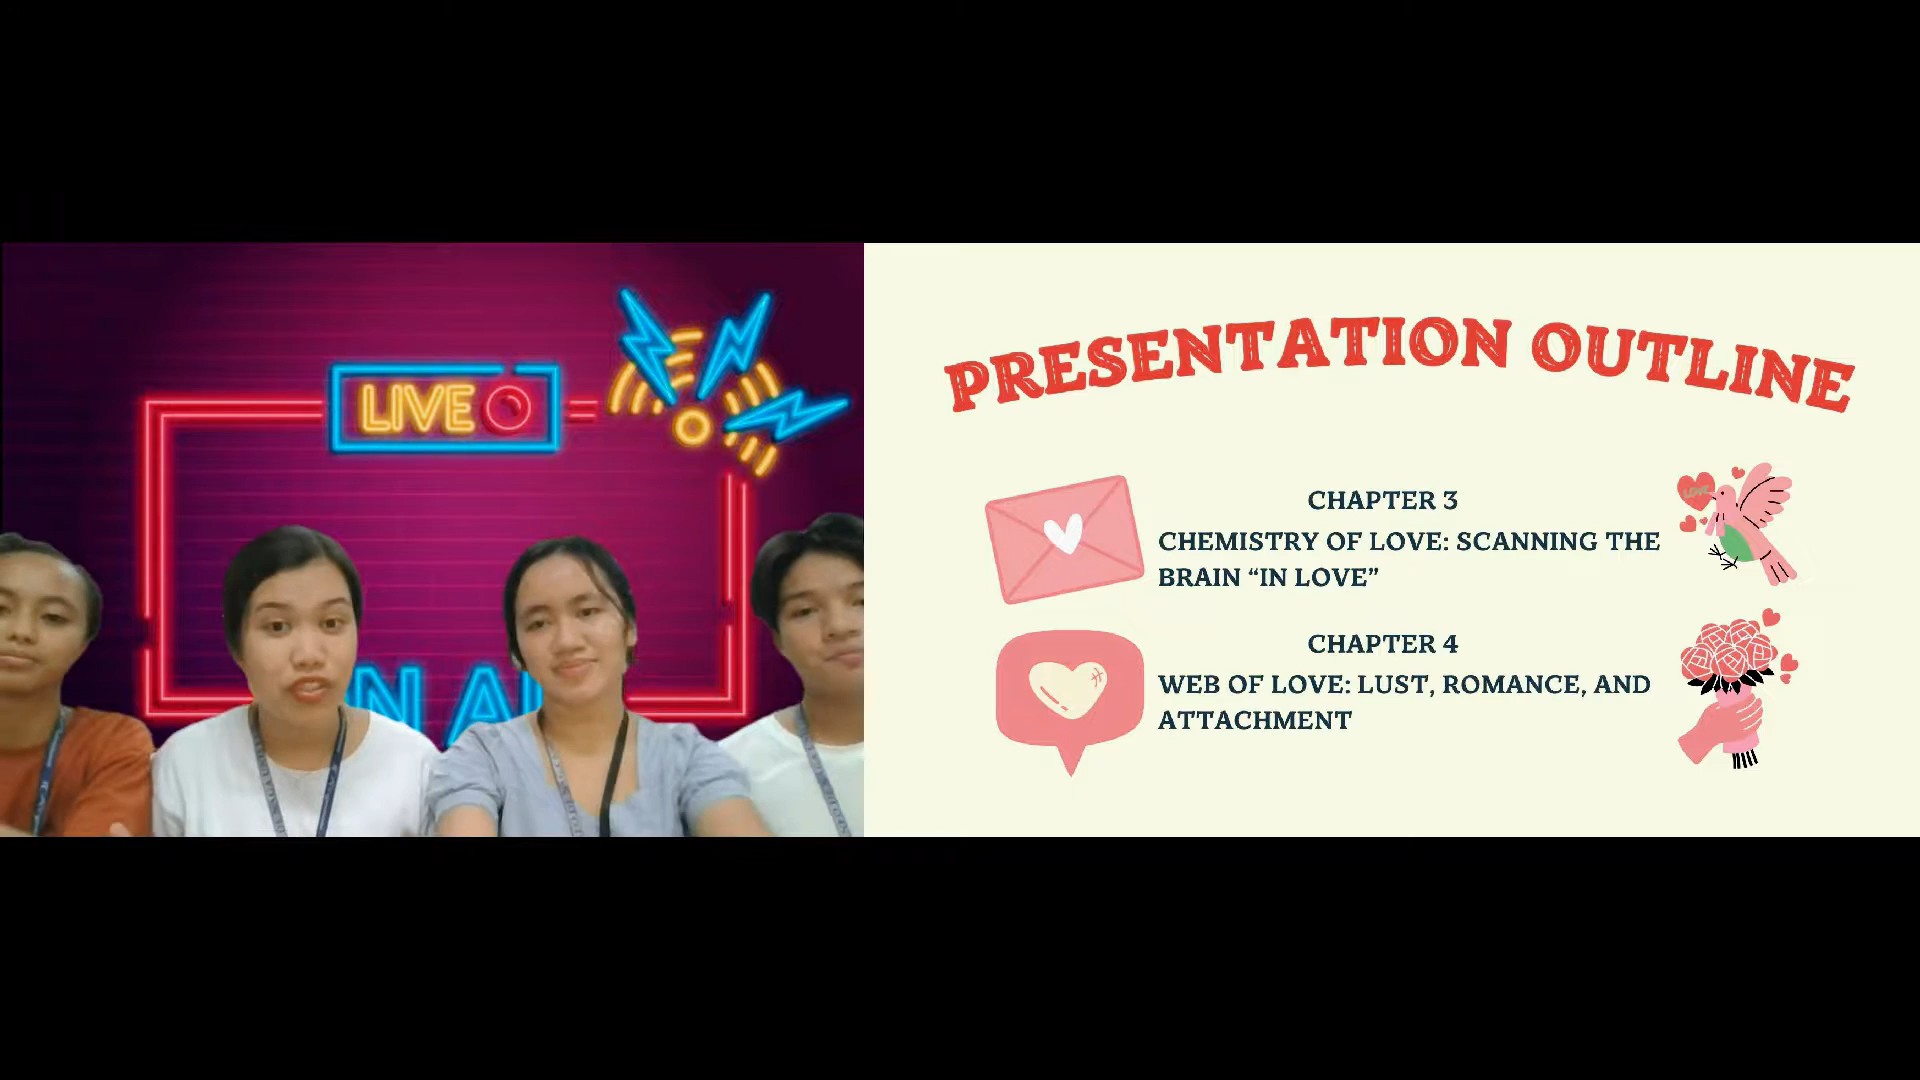 LIVE
N AI
PRESENTATION OUTLINE
CHAPTER 3
CHEMISTRY OF LOVE: SCANNING THE
BRAIN “IN LOVE”
CHAPTER 4
WEB OF LOVE: LUST, ROMANCE, AND
ATTACHMENT